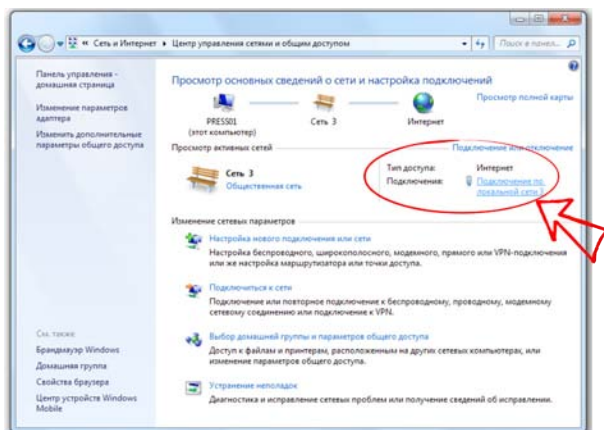 « Сеть и Интернет ▸ Центр управления сетями и общим доступом
Поиск в панел...
Панель управления -
домашняя страница
Изменение параметров
адаптера
Изменить дополнительные
параметры общего доступа
Просмотр основных сведений о сети и настройка подключений
PRESS01
(этот компьютер)
Сеть 3
Интернет
Просмотр полной карты
Просмотр активных сетей
Подключение или отключение
Сеть 3
Общественная сеть
Тип доступа: Интернет
Подключения: Подключение по
локальной сети 3
Изменение сетевых параметров
Настройка нового подключения или сети
Настройка беспроводного, широкополосного, модемного, прямого или VPN-подключения
или же настройка маршрутизатора или точки доступа.
Подключиться к сети
Подключение или повторное подключение к беспроводному, проводному, модемному
сетевому соединению или подключение к VPN.
Выбор домашней группы и параметров общего доступа
Доступ к файлам и принтерам, расположенным на других сетевых компьютерах, или
изменение параметров общего доступа.
Устранение неполадок
Диагностика и исправление сетевых проблем или получение сведений об исправлении.
См. также
Брандмауэр Windows
Домашняя группа
Свойства браузера
Центр устройств Windows
Mobile